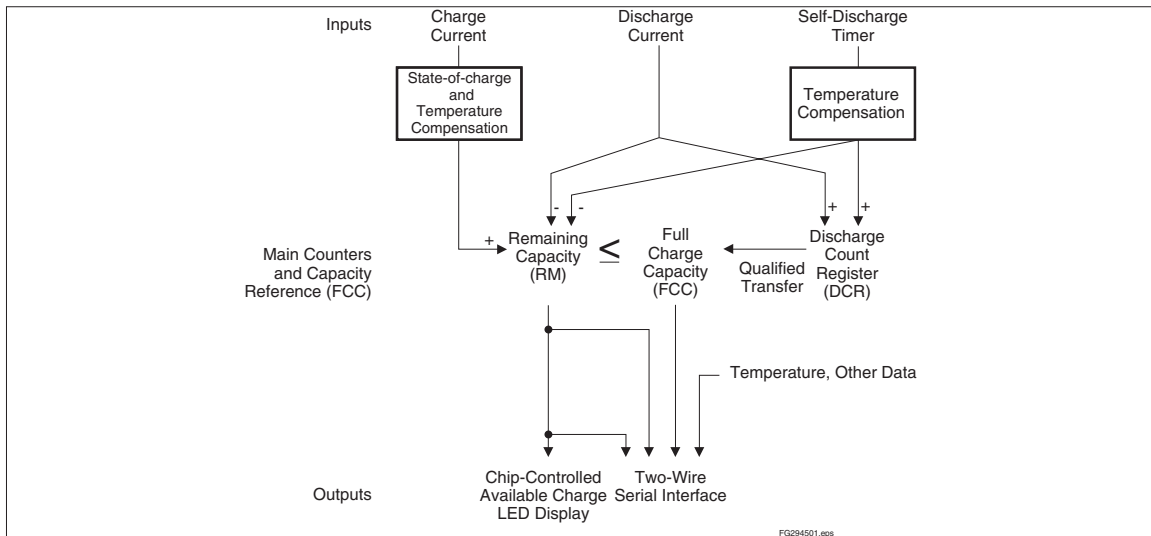 Inputs
Charge
Current
Discharge
Current
Self-Discharge
Timer
State-of-charge
and
Temperature
Compensation
Temperature
Compensation
- -
+ +
+
Main Counters
and Capacity
Reference (FCC)
Remaining
Capacity
(RM)
≤
Full
Charge
Capacity
(FCC)
Qualified
Transfer
Discharge
Count
Register
(DCR)
Temperature, Other Data
Outputs
Chip-Controlled
Available Charge
LED Display
Two-Wire
Serial Interface
FG294501.eps